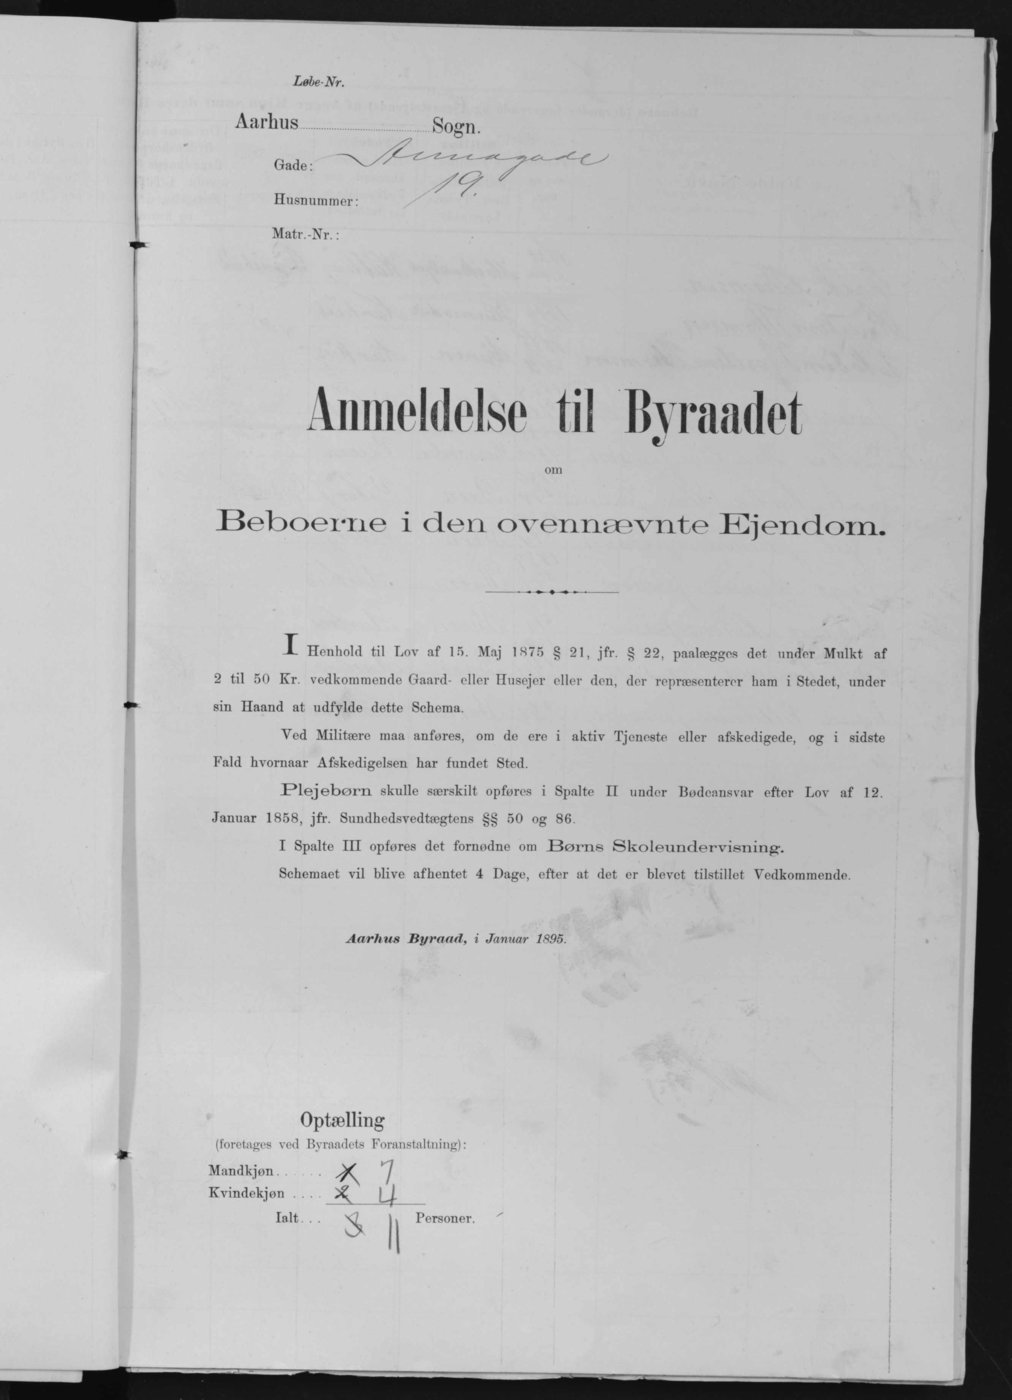 Løbe-Nr.
Aarhus Sogn.
Gade: Annagade
Husnummer: 19.
Matr.-Nr.:
Anmeldelse til Byraadet
om
Beboerne i den ovennævnte Ejendom.
I Henhold til Lov af 15. Maj 1875 § 21, jfr. § 22, paalægges det under Mulkt af
2 til 50 Kr. vedkommende Gaard- eller Husejer eller den, der repræsenterer ham i Stedet, under
sin Haand at udfylde dette Schema.
Ved Militære maa anføres, om de ere i aktiv Tjeneste eller afskedigede, og i sidste
Fald hvornaar Afskedigelsen har fundet Sted.
Plejebørn skulle særskilt opføres i Spalte II under Bødeansvar efter Lov af 12.
Januar 1858, jfr. Sundhedsvedtægtens §§ 50 og 86.
I Spalte III opføres det fornødne om Børns Skoleundervisning.
Schemaet vil blive afhentet 4 Dage, efter at det er blevet tilstillet Vedkommende.
Aarhus Byraad, i Januar 1895.
Optælling
(foretages ved Byraadets Foranstaltning):
Mandkjøn...... 7
Kvindekjøn .... 4
Ialt... 11 Personer.